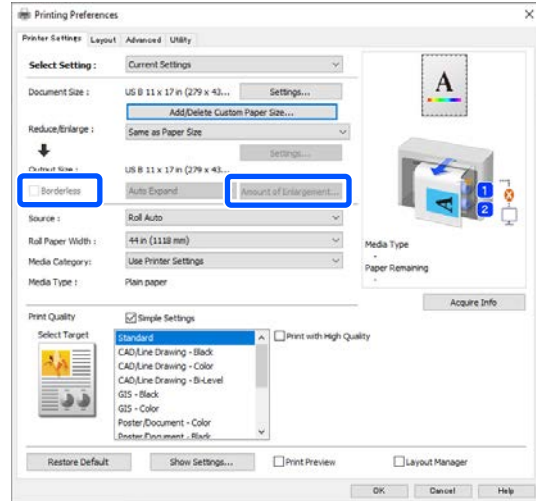 Printing Preferences
Printer Settings Layout Advanced Utility
Select Setting : Current Settings
Document Size : US B 11 x 17 in (279 x 43... Settings...
Add/Delete Custom Paper Size...
Reduce/Enlarge : Same as Paper Size
Settings...
Output Size : US B 11 x 17 in (279 x 43...
Borderless Auto Expand Amount of Enlargement...
Source : Roll Auto
Roll Paper Width : 44 in (1118 mm)
Media Category: Use Printer Settings
Media Type : Plain paper
A
A
1
2
Media Type
-
Paper Remaining
-
Acquire Info
Print Quality Simple Settings
Select Target Standard Print with High Quality
CAD/Line Drawing - Black
CAD/Line Drawing - Color
CAD/Line Drawing - Bi-Level
GIS - Black
GIS - Color
Poster/Document - Color
Poster/Document - Black
Restore Default Show Settings... Print Preview Layout Manager
OK Cancel Help